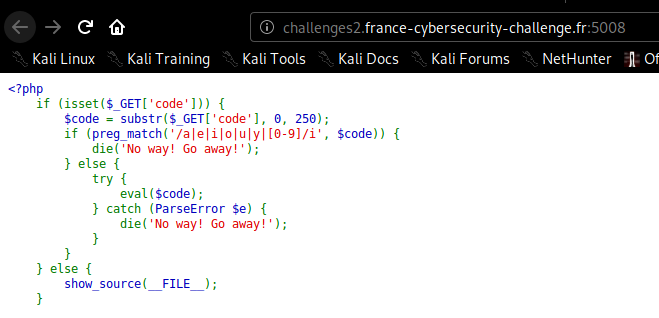 challenges2.france-cybersecurity-challenge.fr:5008
Kali Linux Kali Training Kali Tools Kali Docs Kali Forums NetHunter Of
<?php
    if (isset($_GET['code'])) {
        $code = substr($_GET['code'], 0, 250);
        if (preg_match('/a|e|i|o|u|y|[0-9]/i', $code)) {
            die('No way! Go away!');
        } else {
            try {
                eval($code);
            } catch (ParseError $e) {
                die('No way! Go away!');
            }
        }
    } else {
        show_source(__FILE__);
    }